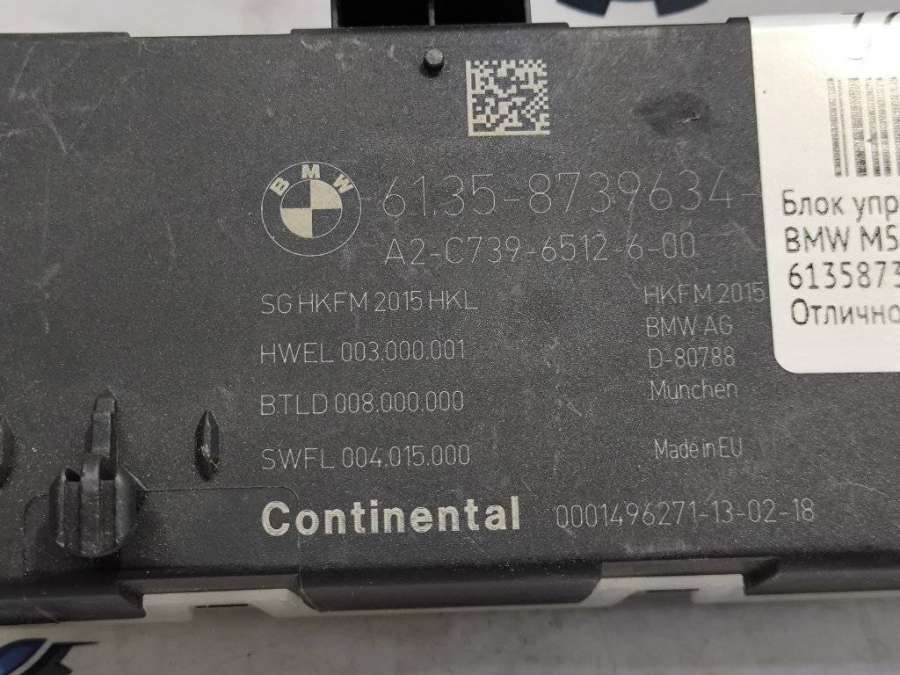 BMW
61.35-8739634-
A2-C739-6512-6-00
SG HKFM 2015 HKL
HWEL 003.000.001
BTLD 008.000.000
SWFL 004.015.000
HKFM 2015
BMW AG
D-80788
München
Made in EU
Continental 0001496271-13-02-18
Блок упр
BMW M5
6135873
Отлично